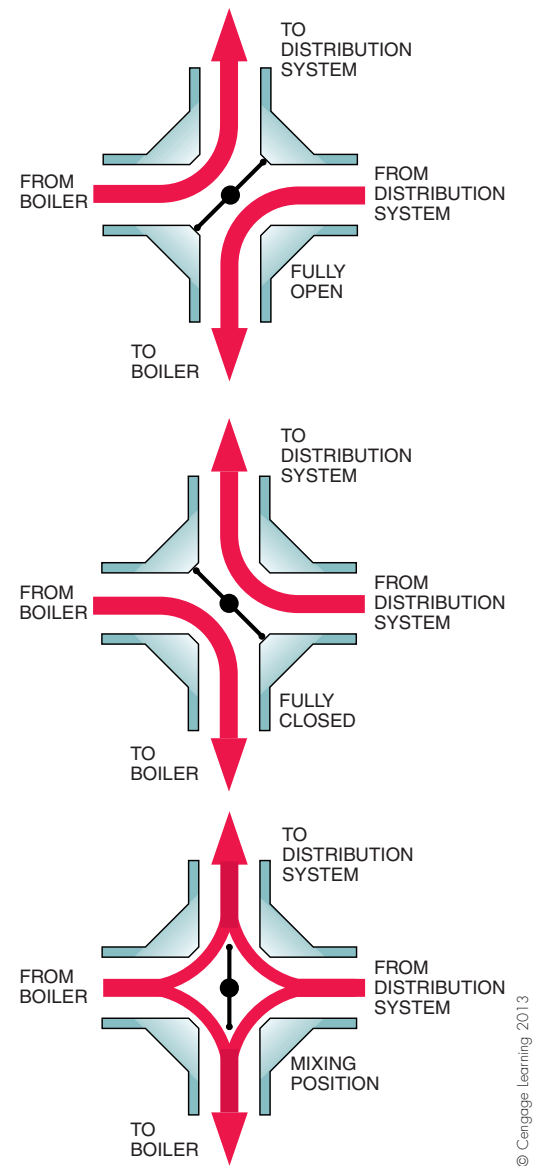 TO
DISTRIBUTION
SYSTEM
FROM
BOILER
FROM
DISTRIBUTION
SYSTEM
FULLY
OPEN
TO
BOILER
TO
DISTRIBUTION
SYSTEM
FROM
BOILER
FROM
DISTRIBUTION
SYSTEM
FULLY
CLOSED
TO
BOILER
TO
DISTRIBUTION
SYSTEM
FROM
BOILER
FROM
DISTRIBUTION
SYSTEM
MIXING
POSITION
TO
BOILER
© Cengage Learning 2013